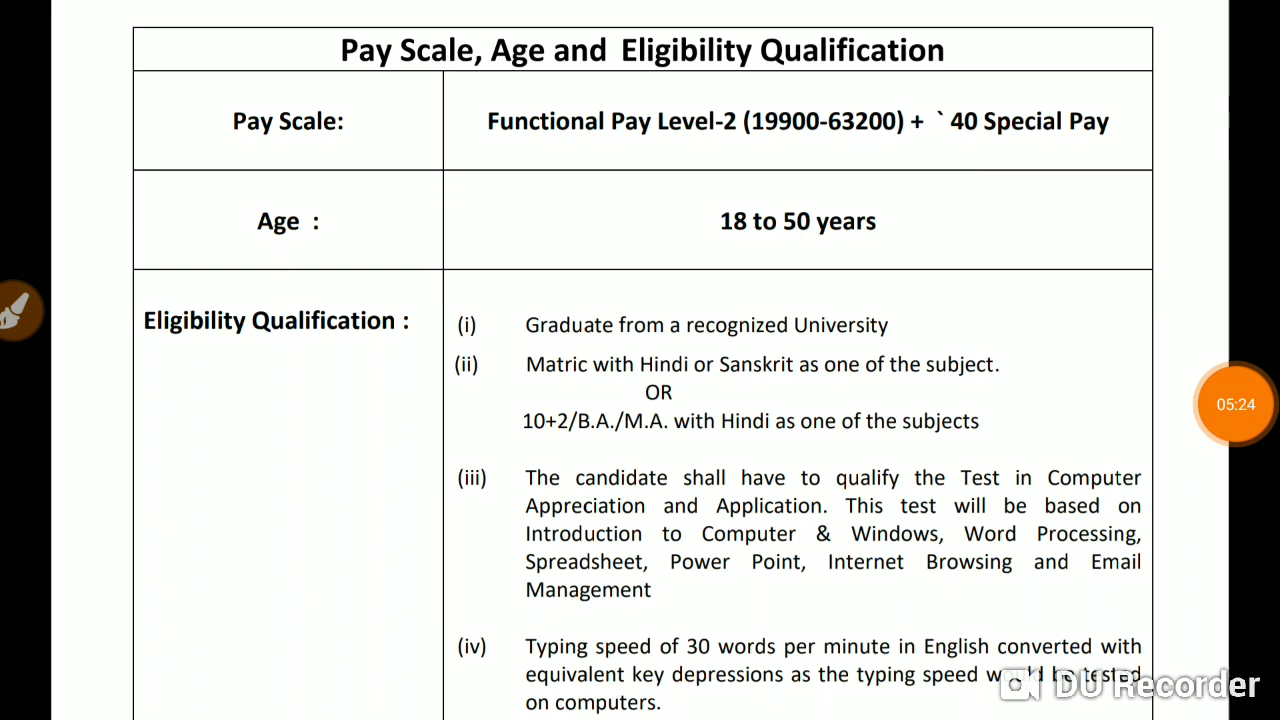 Pay Scale, Age and Eligibility Qualification
Pay Scale:
Functional Pay Level-2 (19900-63200) + ` 40 Special Pay
Age :
18 to 50 years
Eligibility Qualification :
(i) Graduate from a recognized University
(ii) Matric with Hindi or Sanskrit as one of the subject.
OR
10+2/B.A./M.A. with Hindi as one of the subjects
(iii) The candidate shall have to qualify the Test in Computer
Appreciation and Application. This test will be based on
Introduction to Computer & Windows, Word Processing,
Spreadsheet, Power Point, Internet Browsing and Email
Management
(iv) Typing speed of 30 words per minute in English converted with
equivalent key depressions as the typing speed would be tested
on computers.
05:24
DU Recorder